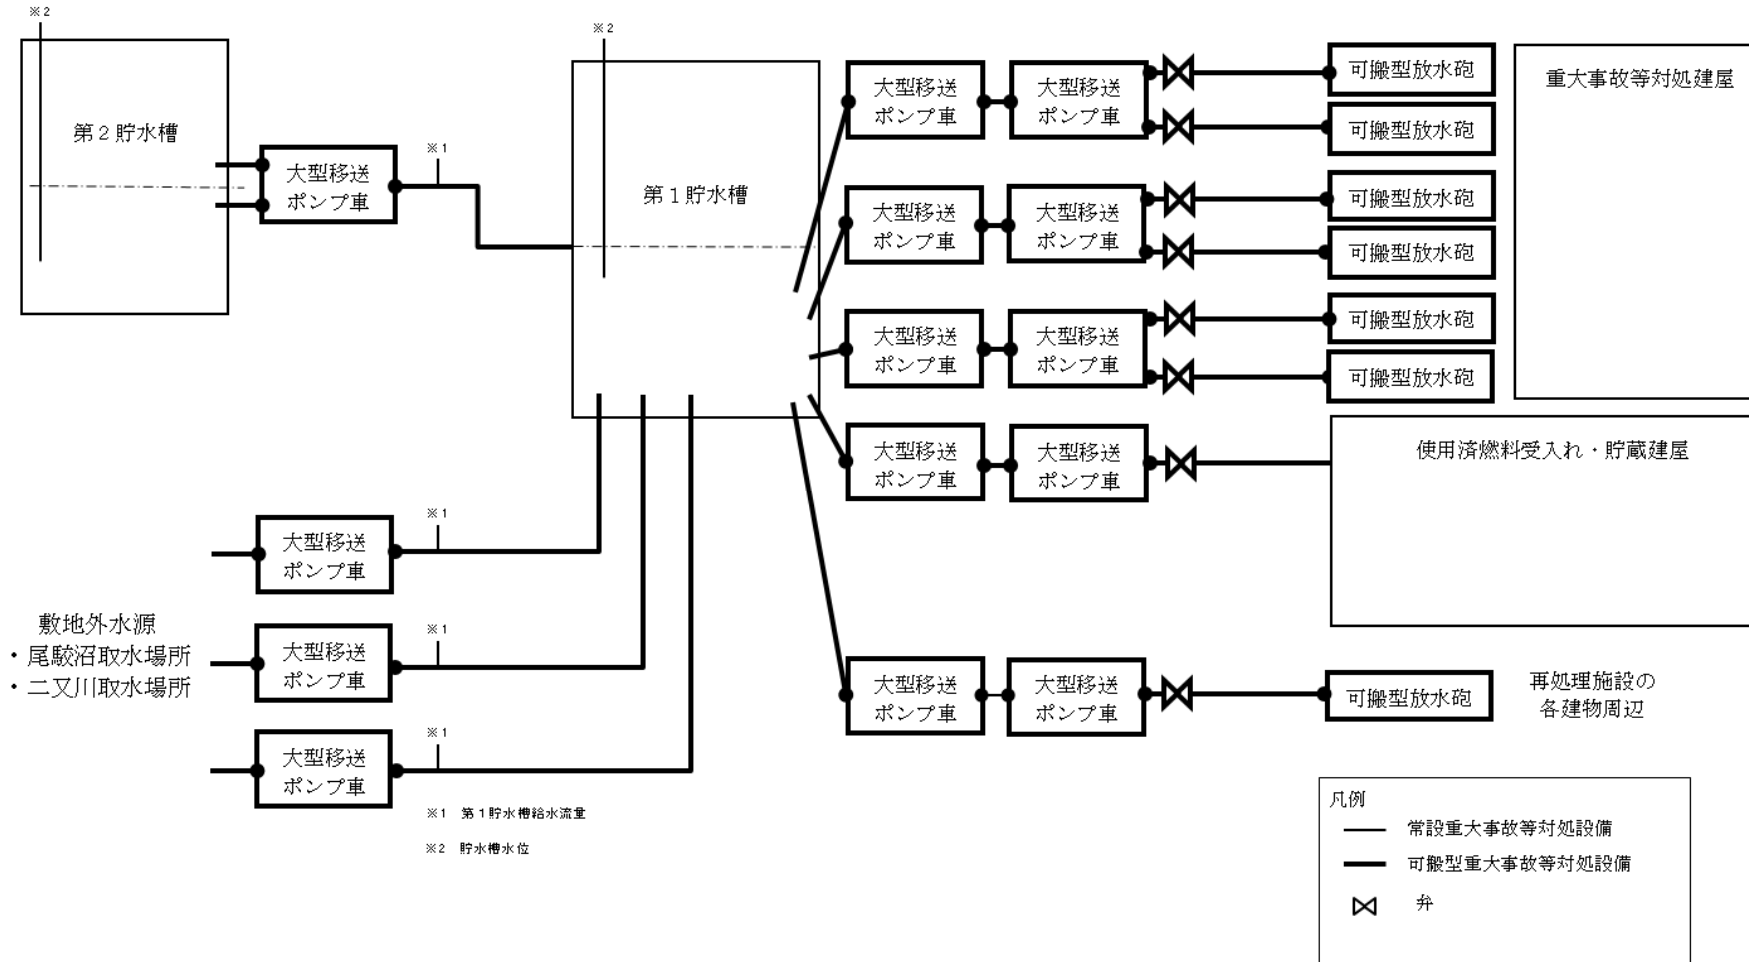 ※2
第2貯水槽
大型移送
ポンプ車
※1
※2
第1貯水槽
大型移送
ポンプ車
大型移送
ポンプ車
可搬型放水砲
可搬型放水砲
重大事故等対処建屋
大型移送
ポンプ車
大型移送
ポンプ車
可搬型放水砲
可搬型放水砲
大型移送
ポンプ車
大型移送
ポンプ車
可搬型放水砲
可搬型放水砲
大型移送
ポンプ車
大型移送
ポンプ車
使用済燃料受入れ・貯蔵建屋
敷地外水源
・尾駮沼取水場所
・二又川取水場所
大型移送
ポンプ車
※1
大型移送
ポンプ車
※1
大型移送
ポンプ車
※1
大型移送
ポンプ車
大型移送
ポンプ車
可搬型放水砲
再処理施設の
各建物周辺
※1 第1貯水槽給水流量
※2 貯水槽水位
凡例
常設重大事故等対処設備
可搬型重大事故等対処設備
弁